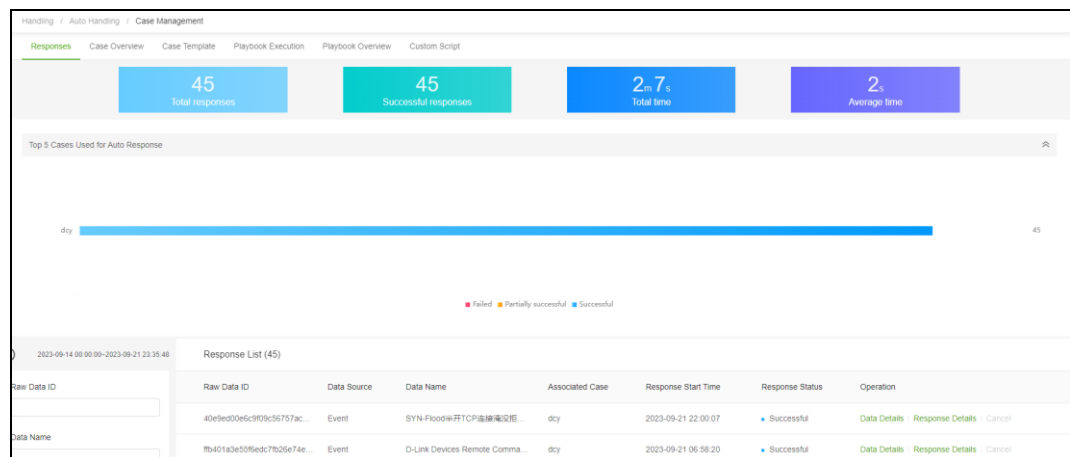 Handling / Auto Handling / Case Management
Responses Case Overview Case Template Playbook Execution Playbook Overview Custom Script
45 45 2m 7s 2s
Total responses Successful responses Total time Average time
Top 5 Cases Used for Auto Response
dcy 45
Failed Partially successful Successful
2023-09-14 00:00:00~2023-09-21 23:35:48 Response List (45)
Raw Data ID Raw Data ID Data Source Data Name Associated Case Response Start Time Response Status Operation
40e9ed00e6c9f09c56757ac... Event SYN-Flood半开TCP连接淹没拒... dcy 2023-09-21 22:00:07 Successful Data Details Response Details Cancel
Data Name
ffb401a3e55f6edc7fb26e74e... Event D-Link Devices Remote Comma... dcy 2023-09-21 06:58:20 Successful Data Details Response Details Cancel